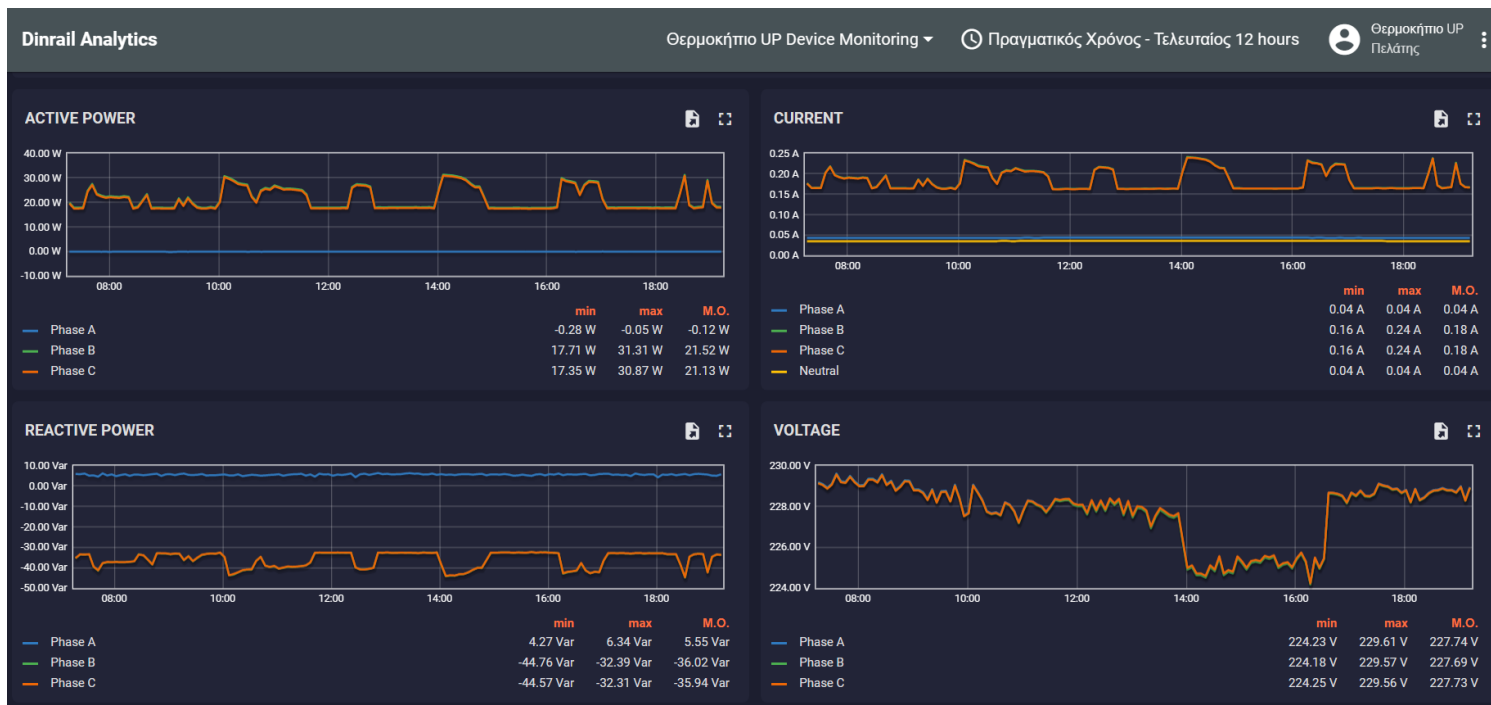 Dinrail Analytics
Θερμοκήπιο UP Device Monitoring
Πραγματικός Χρόνος - Τελευταίος 12 hours
Θερμοκήπιο UP
Πελάτης
ACTIVE POWER
40.00 W
30.00 W
20.00 W
10.00 W
0.00 W
-10.00 W
08:00 10:00 12:00 14:00 16:00 18:00
min max M.O.
Phase A -0.28 W -0.05 W -0.12 W
Phase B 17.71 W 31.31 W 21.52 W
Phase C 17.35 W 30.87 W 21.13 W
CURRENT
0.25 A
0.20 A
0.15 A
0.10 A
0.05 A
0.00 A
08:00 10:00 12:00 14:00 16:00 18:00
min max M.O.
Phase A 0.04 A 0.04 A 0.04 A
Phase B 0.16 A 0.24 A 0.18 A
Phase C 0.16 A 0.24 A 0.18 A
Neutral 0.04 A 0.04 A 0.04 A
REACTIVE POWER
10.00 Var
0.00 Var
-10.00 Var
-20.00 Var
-30.00 Var
-40.00 Var
-50.00 Var
08:00 10:00 12:00 14:00 16:00 18:00
min max M.O.
Phase A 4.27 Var 6.34 Var 5.55 Var
Phase B -44.76 Var -32.39 Var -36.02 Var
Phase C -44.57 Var -32.31 Var -35.94 Var
VOLTAGE
230.00 V
228.00 V
226.00 V
224.00 V
08:00 10:00 12:00 14:00 16:00 18:00
min max M.O.
Phase A 224.23 V 229.61 V 227.74 V
Phase B 224.18 V 229.57 V 227.69 V
Phase C 224.25 V 229.56 V 227.73 V